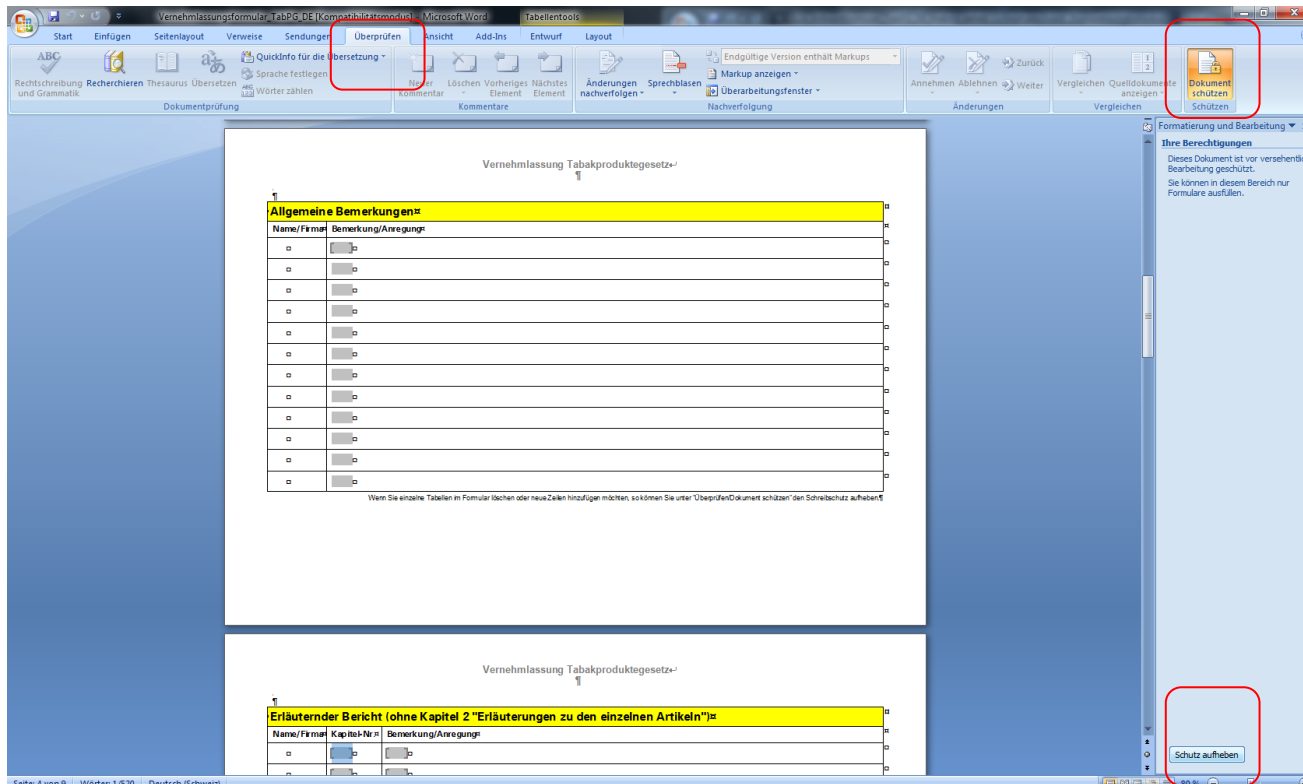 Vernehmlassungsformular_TabPG_DE [Kompatibilitätsmodus] - Microsoft Word
Tabellentools
Start Einfügen Seitenlayout Verweise Sendungen Überprüfen Ansicht Add-Ins Entwurf Layout
ABC
Rechtschreibung und Grammatik
Recherchieren
Thesaurus
Übersetzen
QuickInfo für die Übersetzung
Sprache festlegen
Wörter zählen
Dokumentprüfung
Neuer Kommentar
Löschen
Vorheriges Element
Nächstes Element
Kommentare
Änderungen nachverfolgen
Sprechblasen
Endgültige Version enthält Markups
Markup anzeigen
Überarbeitungsfenster
Nachverfolgung
Annehmen
Ablehnen
Zurück
Weiter
Änderungen
Vergleichen
Quelldokumente anzeigen
Vergleichen
Dokument schützen
Schützen
Formatierung und Bearbeitung
Ihre Berechtigungen
Dieses Dokument ist vor
Bearbeitung geschützt.
Sie können in diesem Bereich nur
Formulare ausfüllen.
Vernehmlassung Tabakproduktegesetz
Allgemeine Bemerkungen
Name/Firma Bemerkung/Anregung
Wenn Sie einzelne Tabellen im Formular löschen oder neue Zeilen hinzufügen möchten, so können Sie unter "Überprüfen/Dokument schützen" den Schreibschutz aufheben
Vernehmlassung Tabakproduktegesetz
Erläuternder Bericht (ohne Kapitel 2 "Erläuterungen zu den einzelnen Artikeln")
Name/Firma Kapitel-Nr. Bemerkung/Anregung
Schutz aufheben
Seite: 4 von 9 Wörter: 1/520 Deutsch (Schweiz)
80 %